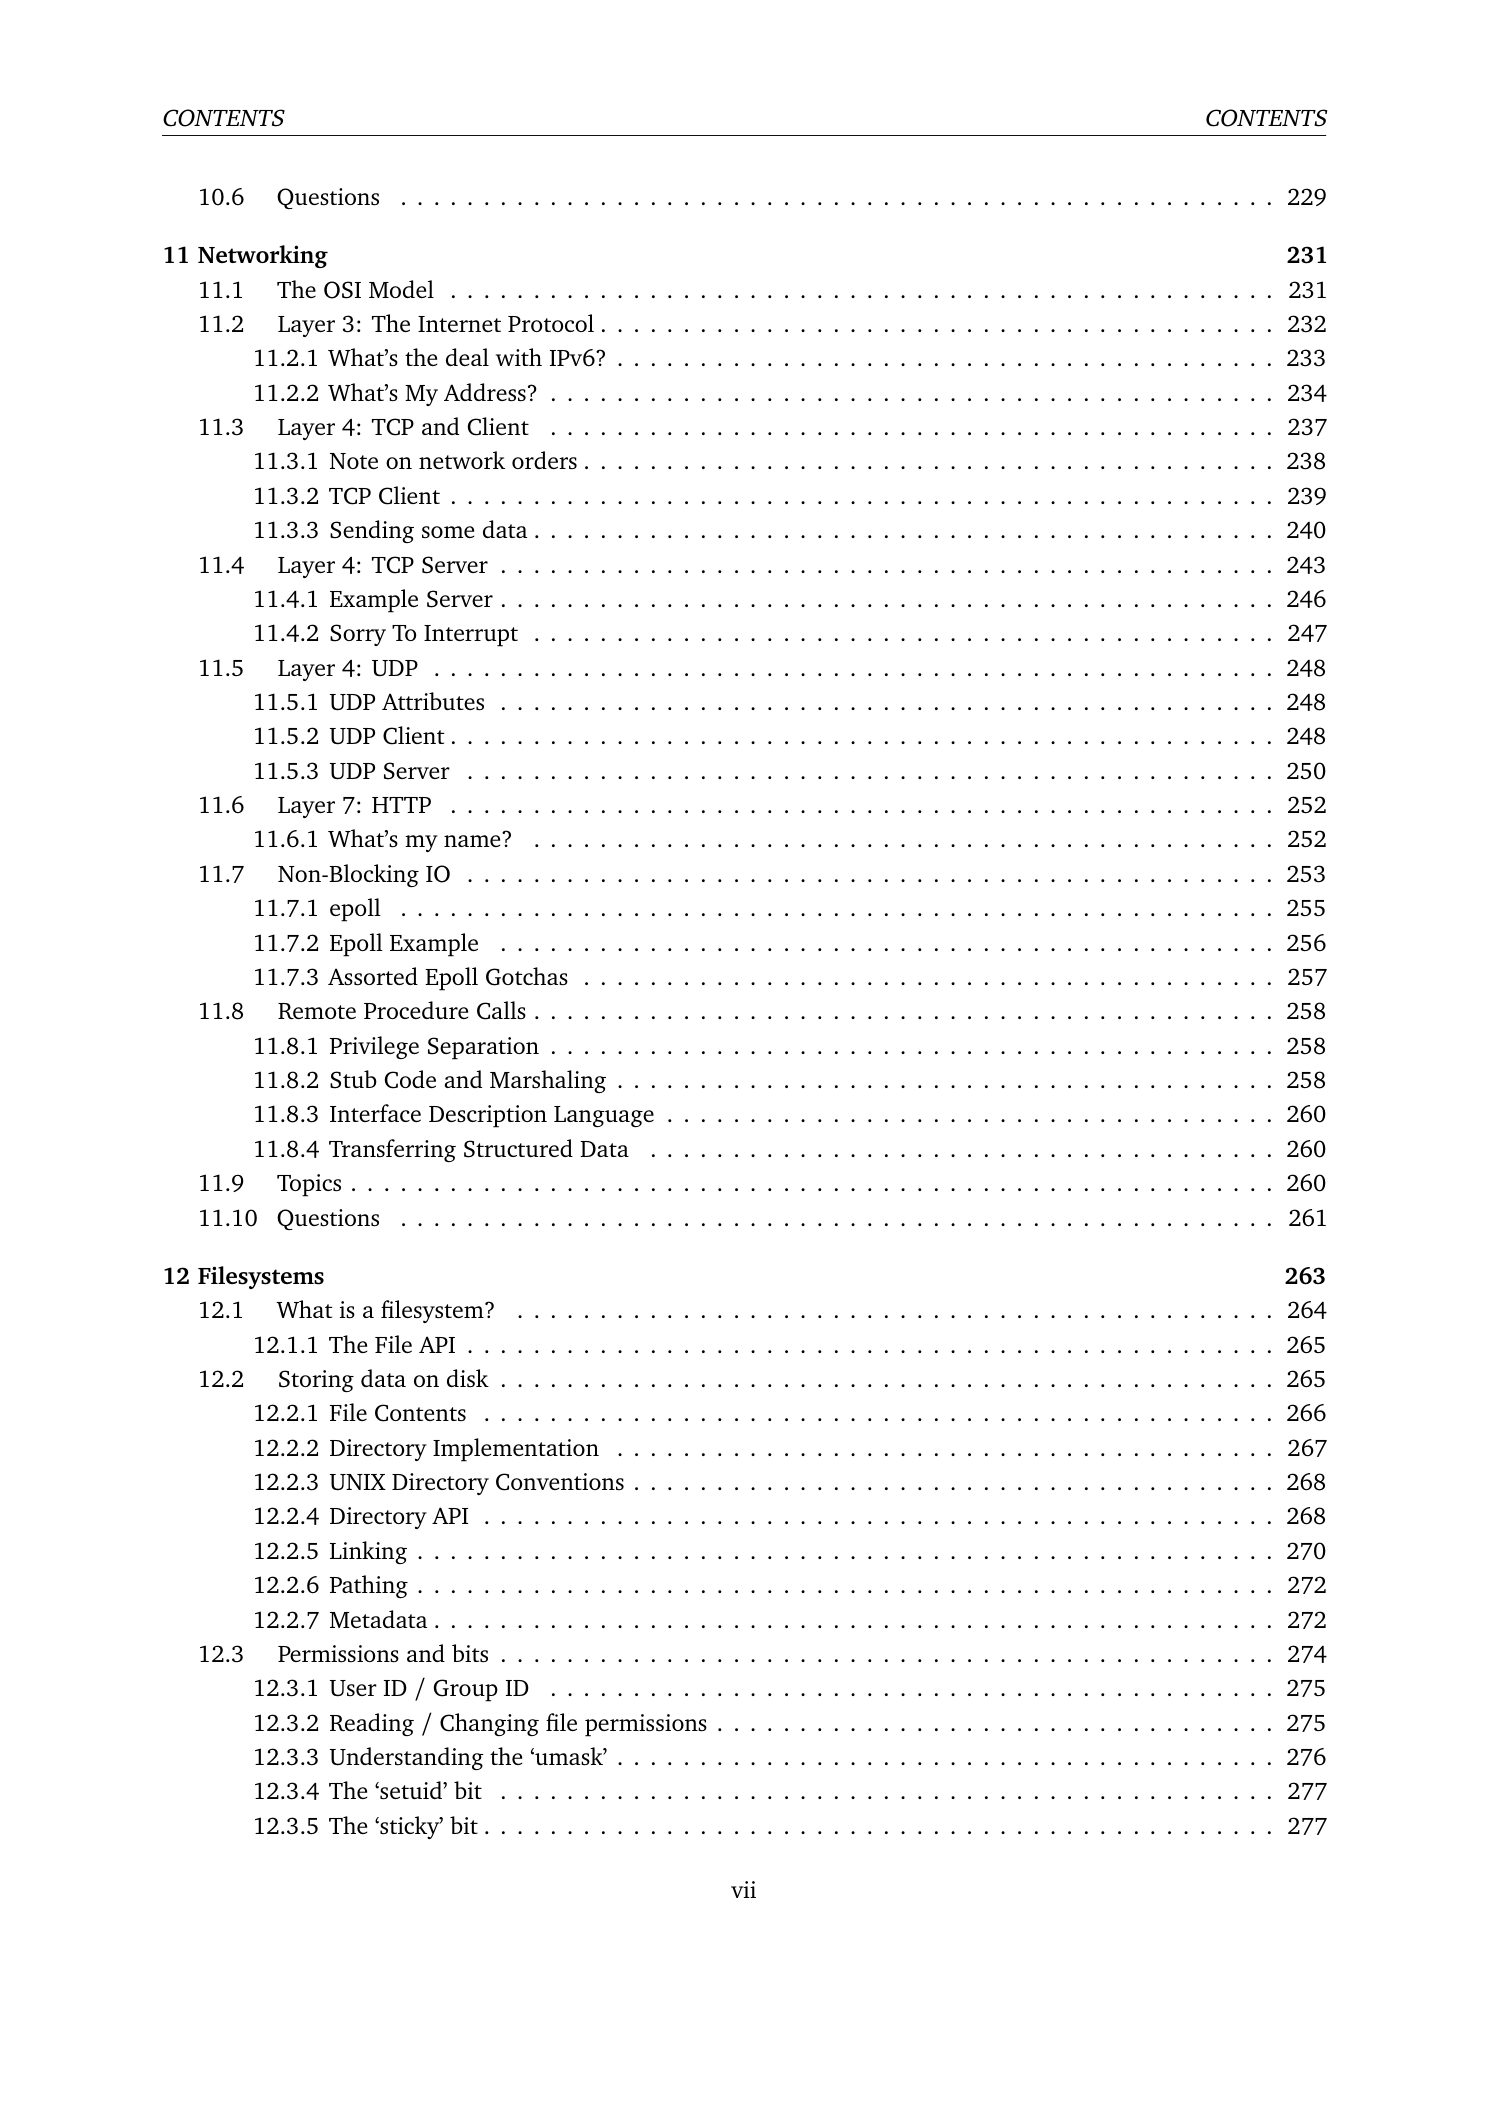 CONTENTS CONTENTS
10.6 Questions . . . . . . . . . . . . . . . . . . . . . . . . . . . . . . . . . . . . . . . . . . . . . . . . . . . . . 229
11 Networking 231
11.1 The OSI Model . . . . . . . . . . . . . . . . . . . . . . . . . . . . . . . . . . . . . . . . . . . . . . . . . . 231
11.2 Layer 3: The Internet Protocol . . . . . . . . . . . . . . . . . . . . . . . . . . . . . . . . . . . . . . . . . 232
11.2.1 What's the deal with IPv6? . . . . . . . . . . . . . . . . . . . . . . . . . . . . . . . . . . . . . . . . 233
11.2.2 What's My Address? . . . . . . . . . . . . . . . . . . . . . . . . . . . . . . . . . . . . . . . . . . . . 234
11.3 Layer 4: TCP and Client . . . . . . . . . . . . . . . . . . . . . . . . . . . . . . . . . . . . . . . . . . . . 237
11.3.1 Note on network orders . . . . . . . . . . . . . . . . . . . . . . . . . . . . . . . . . . . . . . . . . . 238
11.3.2 TCP Client . . . . . . . . . . . . . . . . . . . . . . . . . . . . . . . . . . . . . . . . . . . . . . . . . . 239
11.3.3 Sending some data . . . . . . . . . . . . . . . . . . . . . . . . . . . . . . . . . . . . . . . . . . . . . 240
11.4 Layer 4: TCP Server . . . . . . . . . . . . . . . . . . . . . . . . . . . . . . . . . . . . . . . . . . . . . . . 243
11.4.1 Example Server . . . . . . . . . . . . . . . . . . . . . . . . . . . . . . . . . . . . . . . . . . . . . . . 246
11.4.2 Sorry To Interrupt . . . . . . . . . . . . . . . . . . . . . . . . . . . . . . . . . . . . . . . . . . . . . 247
11.5 Layer 4: UDP . . . . . . . . . . . . . . . . . . . . . . . . . . . . . . . . . . . . . . . . . . . . . . . . . . . 248
11.5.1 UDP Attributes . . . . . . . . . . . . . . . . . . . . . . . . . . . . . . . . . . . . . . . . . . . . . . . 248
11.5.2 UDP Client . . . . . . . . . . . . . . . . . . . . . . . . . . . . . . . . . . . . . . . . . . . . . . . . . . 248
11.5.3 UDP Server . . . . . . . . . . . . . . . . . . . . . . . . . . . . . . . . . . . . . . . . . . . . . . . . . 250
11.6 Layer 7: HTTP . . . . . . . . . . . . . . . . . . . . . . . . . . . . . . . . . . . . . . . . . . . . . . . . . . 252
11.6.1 What's my name? . . . . . . . . . . . . . . . . . . . . . . . . . . . . . . . . . . . . . . . . . . . . . 252
11.7 Non-Blocking IO . . . . . . . . . . . . . . . . . . . . . . . . . . . . . . . . . . . . . . . . . . . . . . . . . 253
11.7.1 epoll . . . . . . . . . . . . . . . . . . . . . . . . . . . . . . . . . . . . . . . . . . . . . . . . . . . . . 255
11.7.2 Epoll Example . . . . . . . . . . . . . . . . . . . . . . . . . . . . . . . . . . . . . . . . . . . . . . . 256
11.7.3 Assorted Epoll Gotchas . . . . . . . . . . . . . . . . . . . . . . . . . . . . . . . . . . . . . . . . . . 257
11.8 Remote Procedure Calls . . . . . . . . . . . . . . . . . . . . . . . . . . . . . . . . . . . . . . . . . . . . . 258
11.8.1 Privilege Separation . . . . . . . . . . . . . . . . . . . . . . . . . . . . . . . . . . . . . . . . . . . . 258
11.8.2 Stub Code and Marshaling . . . . . . . . . . . . . . . . . . . . . . . . . . . . . . . . . . . . . . . . 258
11.8.3 Interface Description Language . . . . . . . . . . . . . . . . . . . . . . . . . . . . . . . . . . . . . 260
11.8.4 Transferring Structured Data . . . . . . . . . . . . . . . . . . . . . . . . . . . . . . . . . . . . . . 260
11.9 Topics . . . . . . . . . . . . . . . . . . . . . . . . . . . . . . . . . . . . . . . . . . . . . . . . . . . . . . . . 260
11.10 Questions . . . . . . . . . . . . . . . . . . . . . . . . . . . . . . . . . . . . . . . . . . . . . . . . . . . . . 261
12 Filesystems 263
12.1 What is a filesystem? . . . . . . . . . . . . . . . . . . . . . . . . . . . . . . . . . . . . . . . . . . . . . . 264
12.1.1 The File API . . . . . . . . . . . . . . . . . . . . . . . . . . . . . . . . . . . . . . . . . . . . . . . . . 265
12.2 Storing data on disk . . . . . . . . . . . . . . . . . . . . . . . . . . . . . . . . . . . . . . . . . . . . . . . 265
12.2.1 File Contents . . . . . . . . . . . . . . . . . . . . . . . . . . . . . . . . . . . . . . . . . . . . . . . . 266
12.2.2 Directory Implementation . . . . . . . . . . . . . . . . . . . . . . . . . . . . . . . . . . . . . . . . 267
12.2.3 UNIX Directory Conventions . . . . . . . . . . . . . . . . . . . . . . . . . . . . . . . . . . . . . . . 268
12.2.4 Directory API . . . . . . . . . . . . . . . . . . . . . . . . . . . . . . . . . . . . . . . . . . . . . . . . 268
12.2.5 Linking . . . . . . . . . . . . . . . . . . . . . . . . . . . . . . . . . . . . . . . . . . . . . . . . . . . . 270
12.2.6 Pathing . . . . . . . . . . . . . . . . . . . . . . . . . . . . . . . . . . . . . . . . . . . . . . . . . . . . 272
12.2.7 Metadata . . . . . . . . . . . . . . . . . . . . . . . . . . . . . . . . . . . . . . . . . . . . . . . . . . . 272
12.3 Permissions and bits . . . . . . . . . . . . . . . . . . . . . . . . . . . . . . . . . . . . . . . . . . . . . . . 274
12.3.1 User ID / Group ID . . . . . . . . . . . . . . . . . . . . . . . . . . . . . . . . . . . . . . . . . . . . 275
12.3.2 Reading / Changing file permissions . . . . . . . . . . . . . . . . . . . . . . . . . . . . . . . . . . 275
12.3.3 Understanding the ‘umask’ . . . . . . . . . . . . . . . . . . . . . . . . . . . . . . . . . . . . . . . . 276
12.3.4 The ‘setuid’ bit . . . . . . . . . . . . . . . . . . . . . . . . . . . . . . . . . . . . . . . . . . . . . . . 277
12.3.5 The ‘sticky’ bit . . . . . . . . . . . . . . . . . . . . . . . . . . . . . . . . . . . . . . . . . . . . . . . . 277
vii